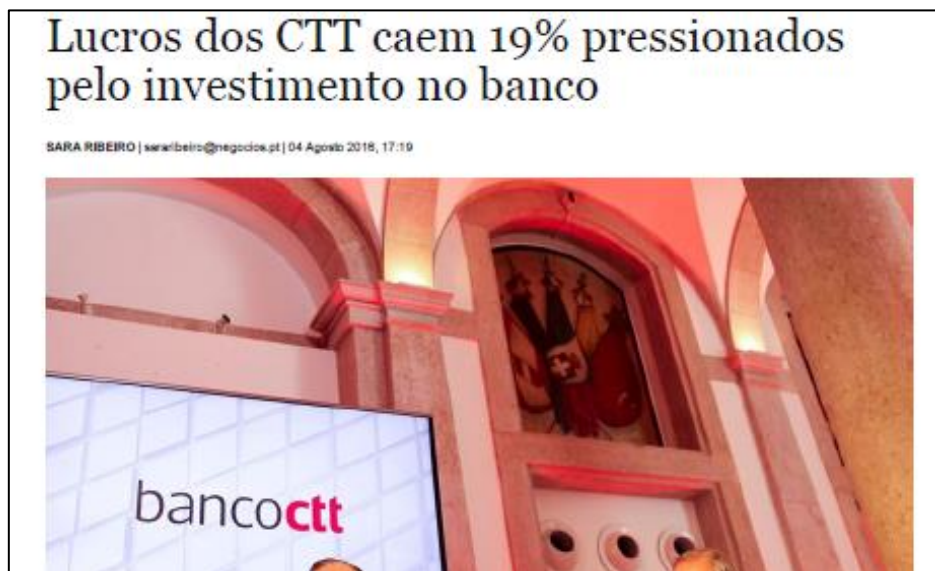 Lucros dos CTT caem 19% pressionados
pelo investimento no banco
SARA RIBEIRO | sararibeiro@negocios.pt | 04 Agosto 2016, 17:19
bancoctt